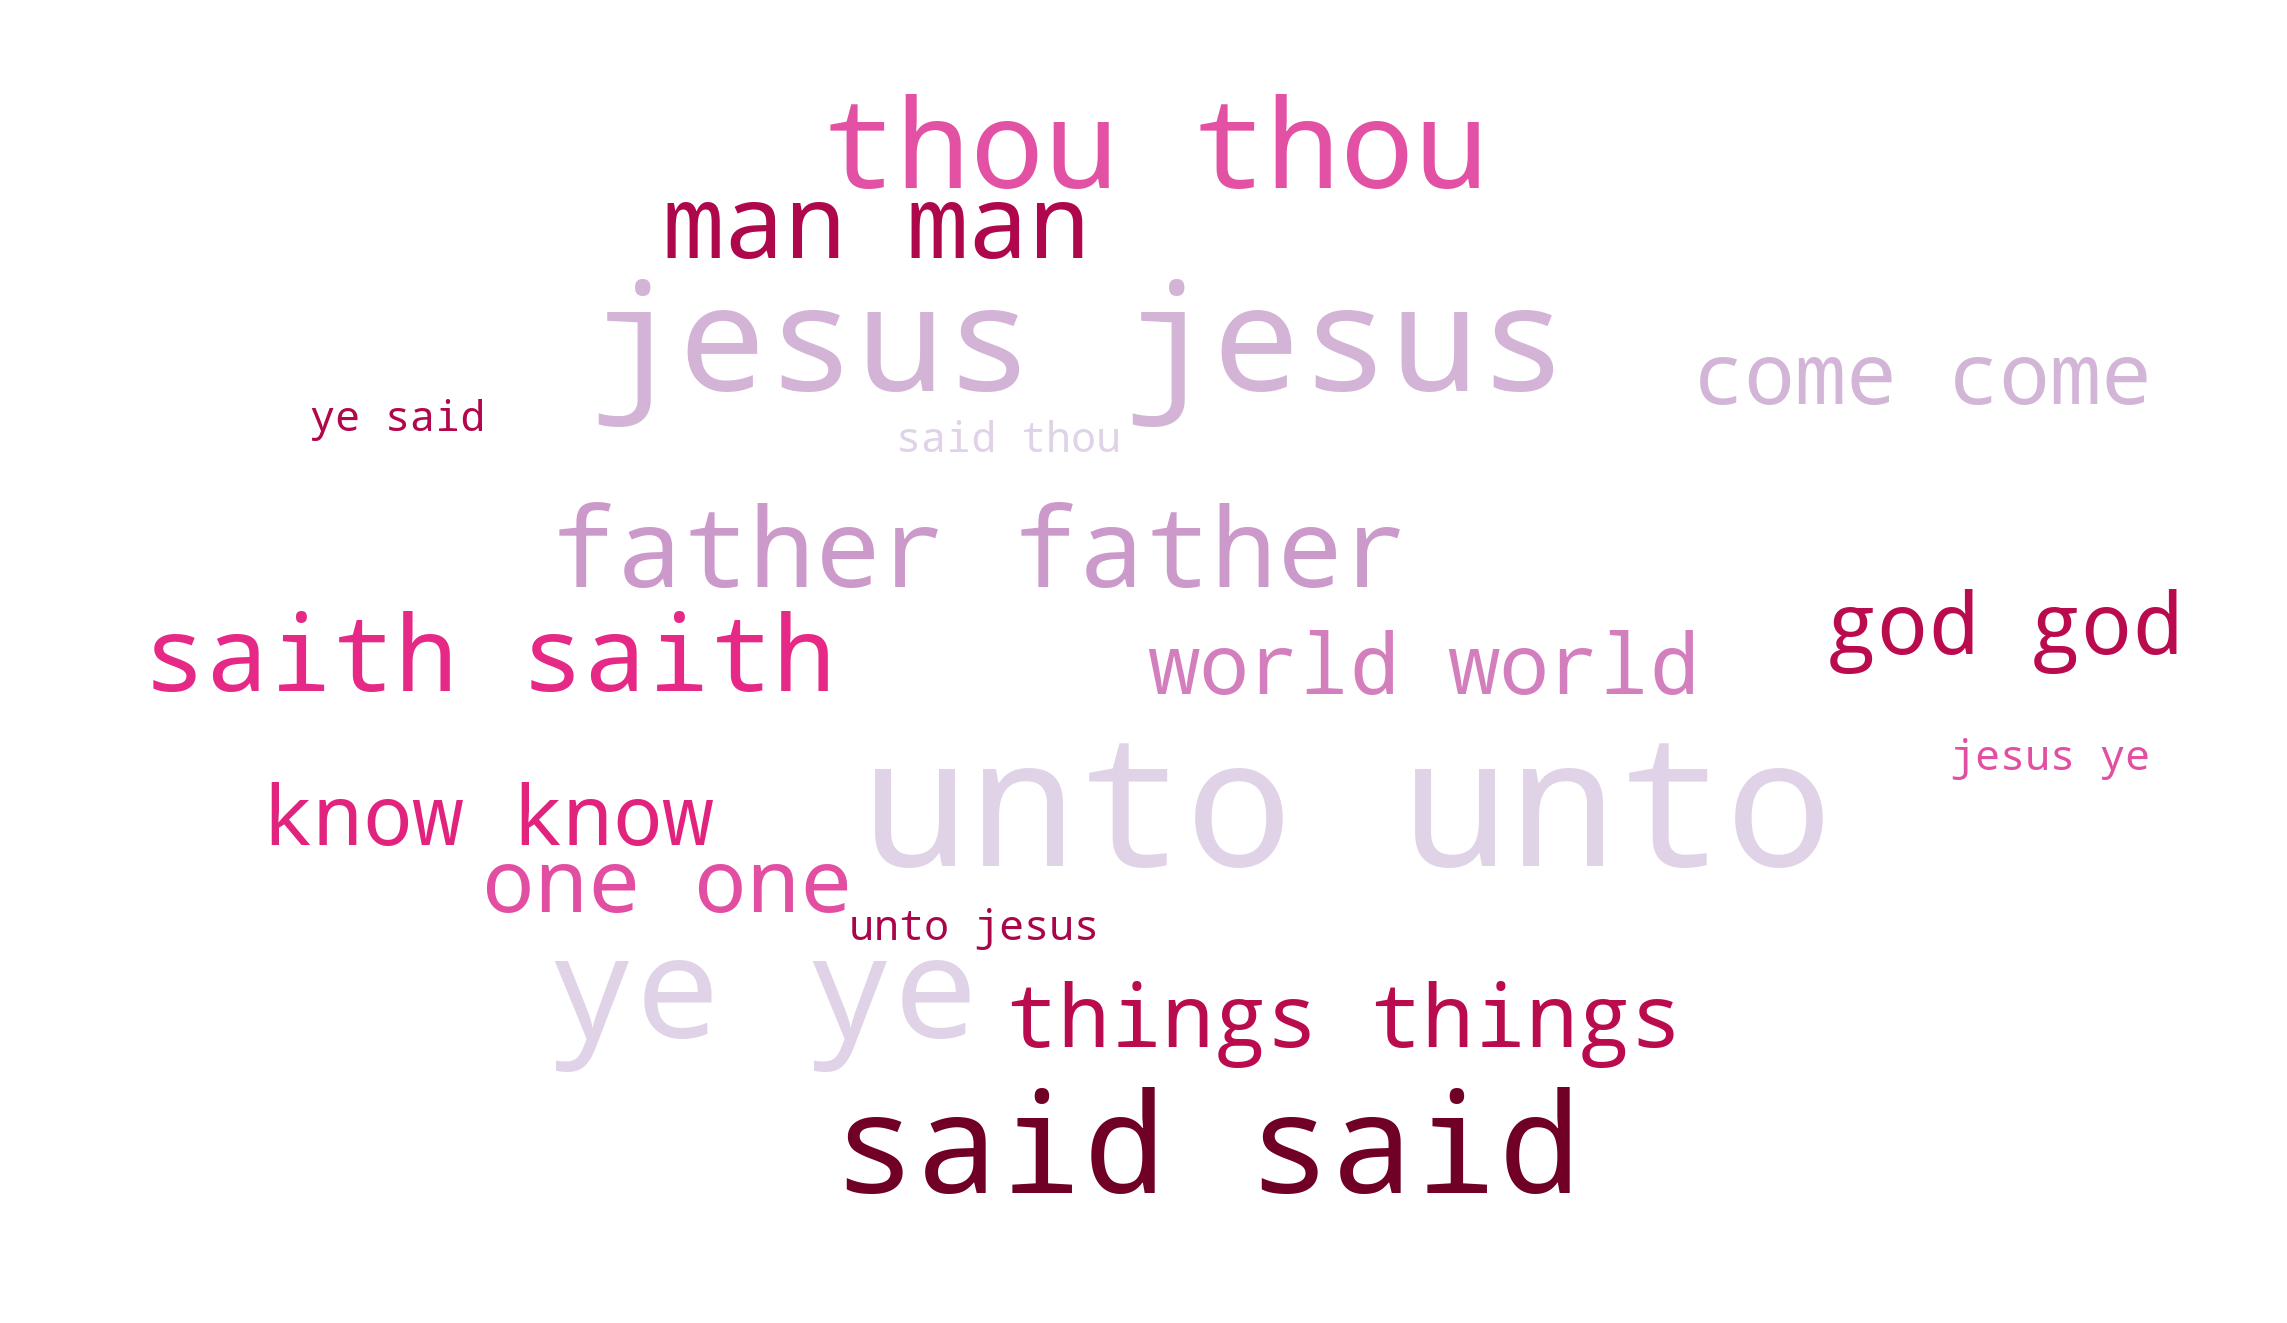 thou thou
man man
jesus jesus
come come
ye said
said thou
father father
god god
saith saith
world world
jesus ye
know know
unto unto
one one
unto jesus
ye ye
things things
said said